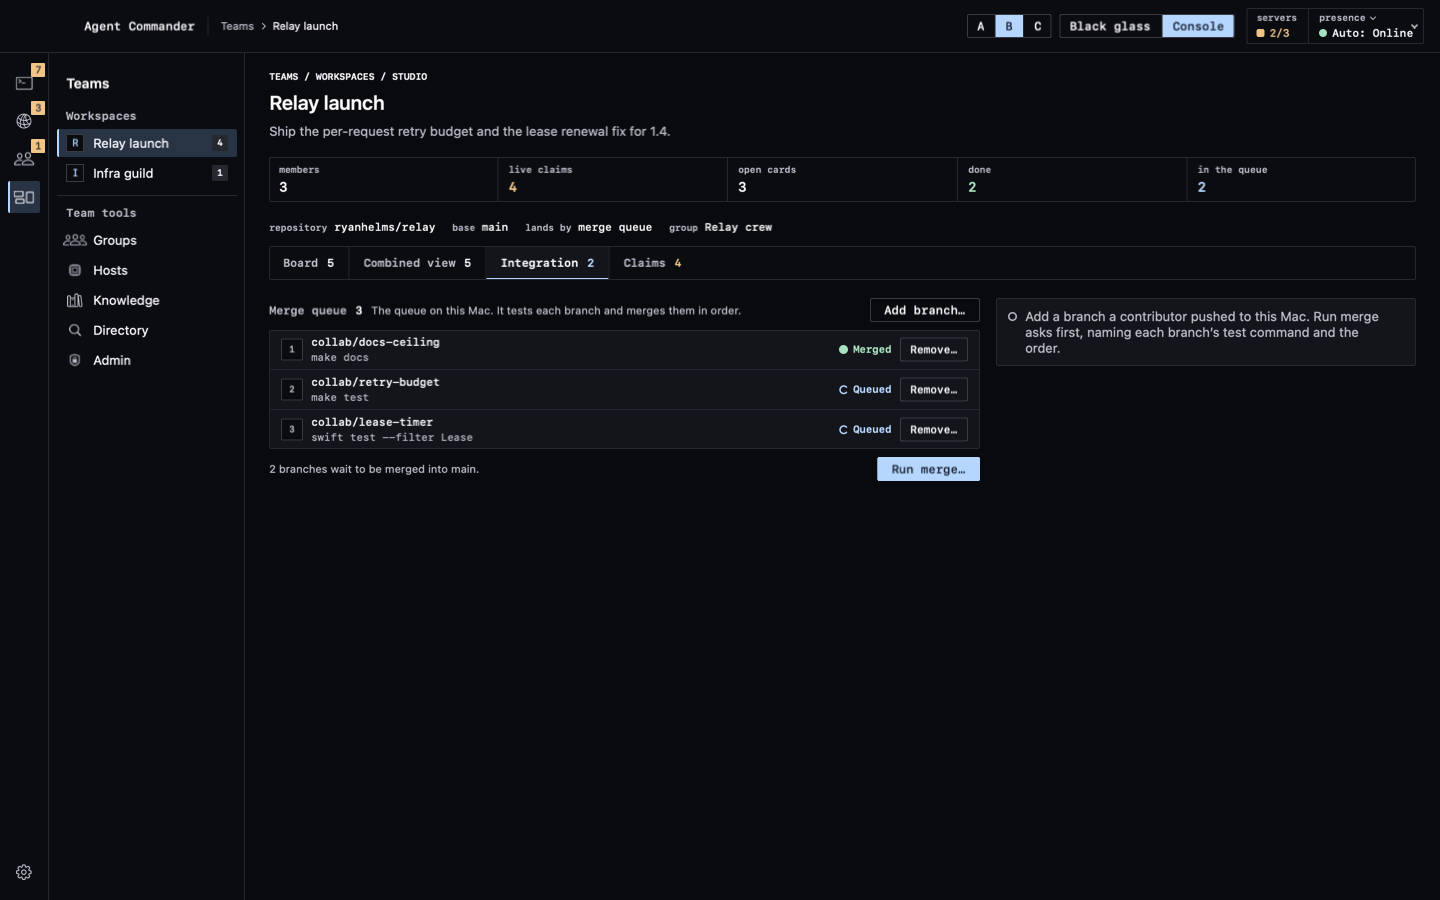 Agent Commander
Teams > Relay launch
A B C
Black glass Console
servers
2/3
presence
Auto: Online
7
3
1
Teams
Workspaces
R Relay launch 4
I Infra guild 1
Team tools
Groups
Hosts
Knowledge
Directory
Admin
TEAMS / WORKSPACES / STUDIO
Relay launch
Ship the per-request retry budget and the lease renewal fix for 1.4.
members
3
live claims
4
open cards
3
done
2
in the queue
2
repository ryanhelms/relay base main lands by merge queue group Relay crew
Board 5 Combined view 5 Integration 2 Claims 4
Merge queue 3 The queue on this Mac. It tests each branch and merges them in order. Add branch…
1 collab/docs-ceiling
make docs
Merged Remove…
2 collab/retry-budget
make test
Queued Remove…
3 collab/lease-timer
swift test --filter Lease
Queued Remove…
2 branches wait to be merged into main. Run merge…
Add a branch a contributor pushed to this Mac. Run merge
asks first, naming each branch’s test command and the
order.